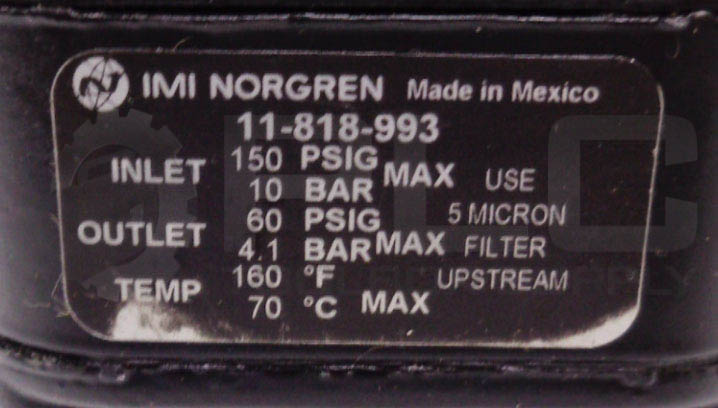 IMI NORGREN Made in Mexico
11-818-993
INLET 150 PSIG MAX
10 BAR
OUTLET 60 PSIG MAX
4.1 BAR
TEMP 160 °F MAX
70 °C
USE
5 MICRON
FILTER
UPSTREAM
PLC